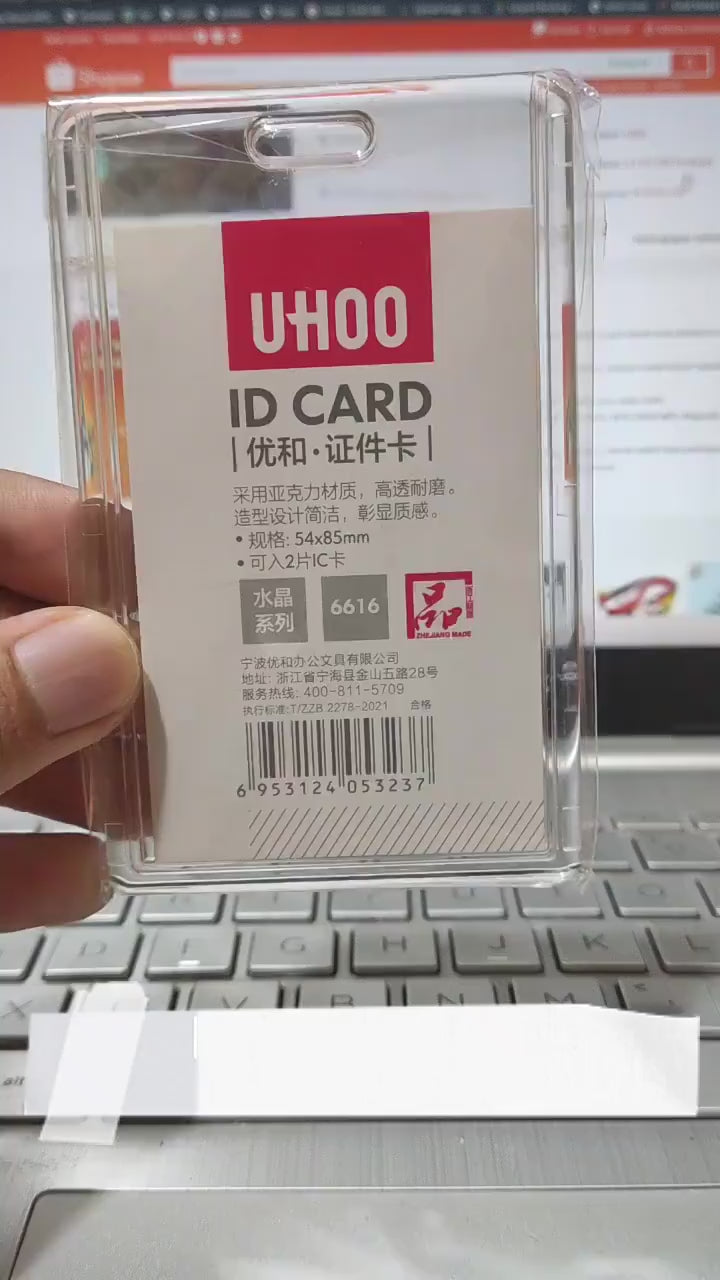 UHOO
ID CARD
优和·证件卡
采用亚克力材质，高透耐磨。
造型设计简洁，彰显质感。
• 规格: 54x85mm
• 可入2片IC卡
水晶
系列
6616
品
ZHEJIANG MADE
宁波优和办公文具有限公司
地址: 浙江省宁海县金山五路28号
服务热线: 400-811-5709
执行标准:T/ZZB 2278-2021 合格
6 953124 053237
D
G
H
J
K
L
X
V
B
N
M
alt